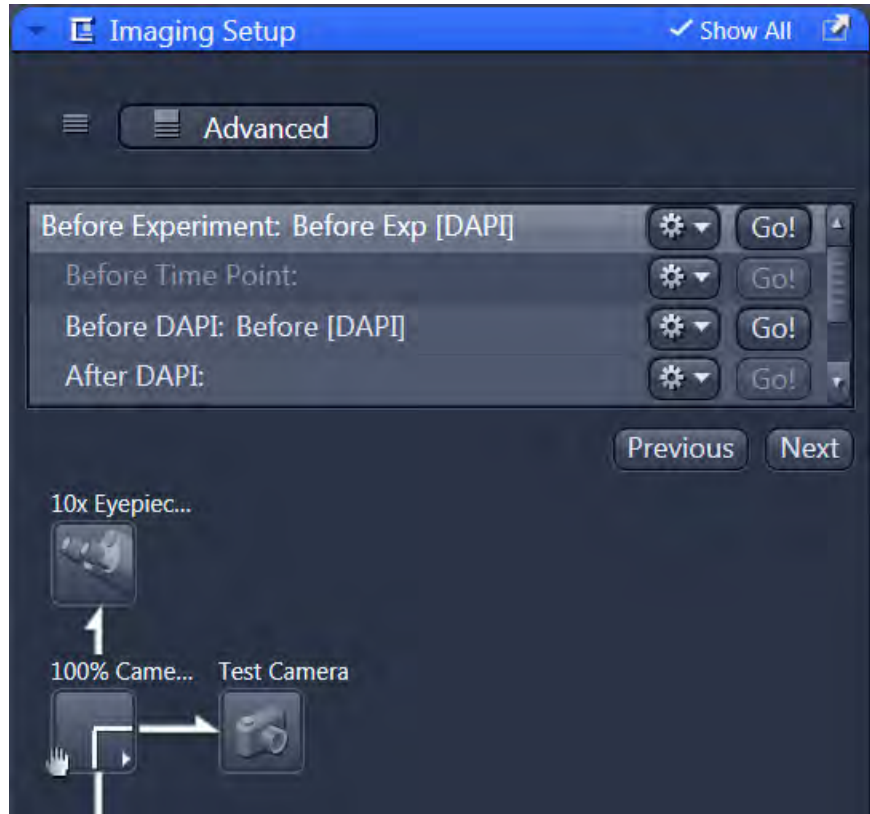 Imaging Setup Show All
Advanced
Before Experiment: Before Exp [DAPI] Go!
Before Time Point: Go!
Before DAPI: Before [DAPI] Go!
After DAPI: Go!
Previous Next
10x Eyepiec...
100% Came... Test Camera